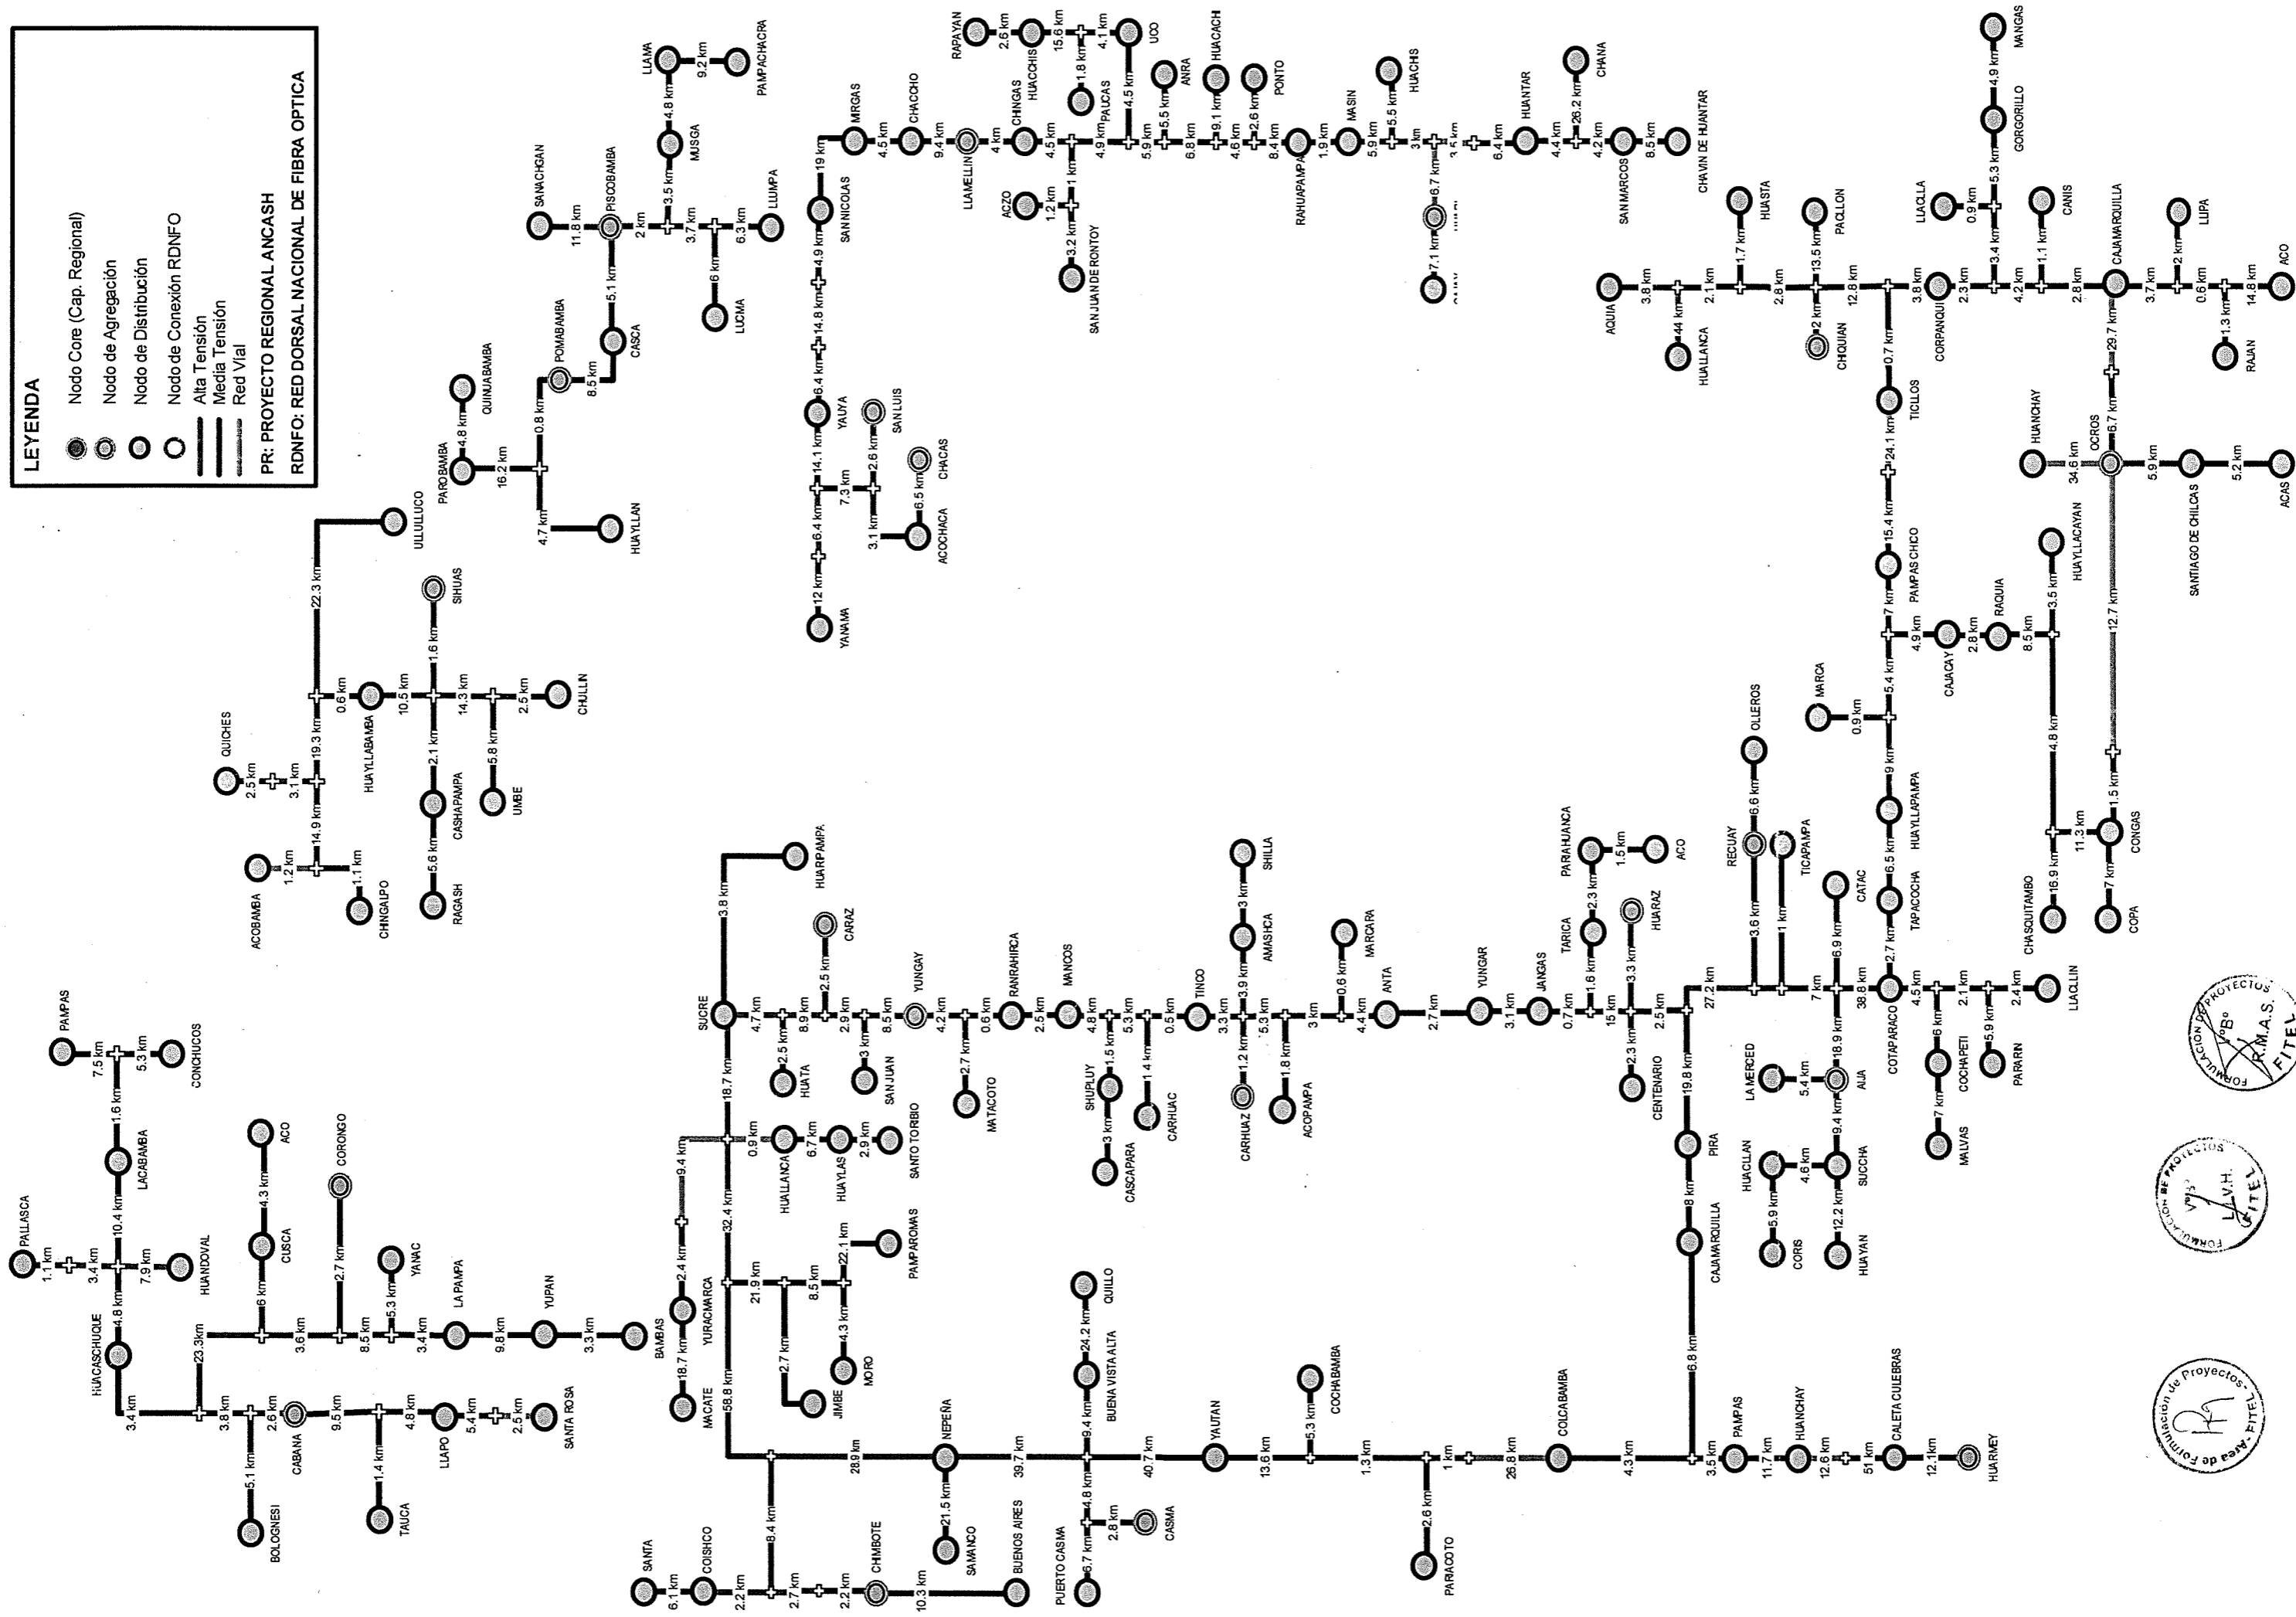 LEYENDA
Nodo Core (Cap. Regional)
Nodo de Agregación
Nodo de Distribución
Nodo de Conexión RDNFO
Alta Tensión
Media Tensión
Red Vial
PR: PROYECTO REGIONAL ANCASH
RDNFO: RED DORSAL NACIONAL DE FIBRA OPTICA
PALLASCA
1.1 km
3.4 km
HUACASCHUQUE
4.8 km
10.4 km
LACABAMBA
1.6 km
PAMPAS
7.5 km
5.3 km
CONCHUCOS
7.9 km
HUANDOVAL
3.4 km
23.3km
3.8 km
5.1 km
BOLOGNESI
2.6 km
CABANA
9.5 km
1.4 km
TAUCA
4.8 km
LLAPO
5.4 km
2.5 km
SANTA ROSA
6 km
CUSCA
4.3 km
ACO
3.6 km
2.7 km
CORONGO
8.5 km
5.3 km
YANAC
3.4 km
LA PAMPA
9.8 km
YUPAN
3.3 km
BAMBAS
ACOBAMBA
1.2 km
1.1 km
CHINGALPO
14.9 km
QUICHES
2.5 km
3.1 km
19.3 km
22.3 km
ULLULLUCO
0.6 km
HUAYLLABAMBA
10.5 km
1.6 km
SIHUAS
2.1 km
CASHAPAMPA
5.6 km
RAGASH
14.3 km
5.8 km
UMBE
2.5 km
CHULLIN
PAROBAMBA
4.8 km
QUINUABAMBA
16.2 km
4.7 km
HUAYLLAN
0.8 km
POMABAMBA
8.5 km
CASCA
5.1 km
SANACHGAN
11.8 km
PISCOBAMBA
2 km
3.5 km
MUSGA
4.8 km
LLAMA
9.2 km
PAMPACHACRA
3.7 km
6 km
LUCMA
6.3 km
LLUMPA
YANAMA
12 km
6.4 km
14.1 km
YAUYA
6.4 km
14.8 km
4.9 km
SAN NICOLAS
19 km
7.3 km
2.6 km
SAN LUIS
3.1 km
ACOCHACA
6.5 km
CHACAS
MIRGAS
4.5 km
CHACCHO
9.4 km
LLAMELLIN
4 km
CHINGAS
4.5 km
ACZO
1.2 km
1 km
3.2 km
SAN JUAN DE RONTOY
4.9 km
4.5 km
UCO
4.1 km
1.8 km
PAUCAS
15.6 km
HUACCHIS
2.6 km
RAPAYAN
5.9 km
5.5 km
ANRA
6.8 km
9.1 km
HUACACHI
4.6 km
2.6 km
PONTO
8.4 km
RAHUAPAMPA
1.9 km
MASIN
5.9 km
5.5 km
HUACHIS
3 km
6.7 km
7.1 km
3.5 km
6.4 km
HUANTAR
4.4 km
26.2 km
CHANA
4.2 km
SAN MARCOS
8.5 km
CHAVIN DE HUANTAR
MACATE
18.7 km
YURACMARCA
2.4 km
9.4 km
58.8 km
32.4 km
18.7 km
SUCRE
3.8 km
HUARIPAMPA
0.9 km
HUALLANCA
6.7 km
HUAYLAS
2.9 km
SANTO TORIBIO
21.9 km
2.7 km
JIMBE
8.5 km
4.3 km
MORO
22.1 km
PAMPAROMAS
4.7 km
2.5 km
HUATA
8.9 km
2.5 km
CARAZ
2.9 km
3 km
SAN JUAN
8.5 km
YUNGAY
4.2 km
2.7 km
MATACOTO
0.6 km
RANRAHIRCA
2.5 km
MANCOS
4.8 km
1.5 km
SHUPLUY
3 km
CASCAPARA
5.3 km
1.4 km
CARHUAC
0.5 km
TINCO
3.3 km
3.9 km
AMASHCA
3 km
SHILLA
1.2 km
CARHUAZ
5.3 km
1.8 km
ACOPAMPA
3 km
0.6 km
MARCARA
4.4 km
ANTA
2.7 km
YUNGAR
3.1 km
JANGAS
0.7 km
1.6 km
TARICA
2.3 km
PARIAHUANCA
1.5 km
ACO
15 km
3.3 km
HUARAZ
2.3 km
CENTENARIO
2.5 km
27.2 km
19.8 km
PIRA
8 km
CAJAMARQUILLA
6.8 km
3.6 km
RECUAY
6.6 km
OLLEROS
1 km
TICAPAMPA
7 km
6.9 km
CATAC
18.9 km
AIJA
5.4 km
LA MERCED
9.4 km
SUCCHA
4.6 km
HUACLLAN
5.9 km
CORIS
12.2 km
HUAYAN
38.8 km
COTAPARACO
2.7 km
TAPACOCHA
6.5 km
HUAYLLAPAMPA
9 km
0.9 km
MARCA
5.4 km
7 km
PAMPAS CHICO
15.4 km
24.1 km
TICLLOS
0.7 km
4.5 km
6 km
COCHAPETI
7 km
MALVAS
2.1 km
5.9 km
PARARIN
2.4 km
LLACLLIN
4.9 km
CAJACAY
2.8 km
RAQUIA
8.5 km
3.5 km
HUAYLLACAYAN
4.8 km
16.9 km
CHASQUITAMBO
11.3 km
CONGAS
7 km
COPA
1.5 km
12.7 km
OCROS
34.6 km
HUANCHAY
5.9 km
SANTIAGO DE CHILCAS
5.2 km
ACAS
6.7 km
29.7 km
AQUIA
3.8 km
44 km
HUALLANCA
2.1 km
1.7 km
HUASTA
2.8 km
13.5 km
PACLLON
2 km
CHIQUIAN
12.8 km
3.8 km
CORPANQUI
2.3 km
3.4 km
0.9 km
LLACLLA
5.3 km
GORGORILLO
4.9 km
MANGAS
4.2 km
1.1 km
CANIS
2.8 km
CAJAMARQUILLA
3.7 km
2 km
LLIPA
0.6 km
1.3 km
RAJAN
14.8 km
ACO
SANTA
6.1 km
COISHCO
2.2 km
8.4 km
2.7 km
2.2 km
CHIMBOTE
10.3 km
BUENOS AIRES
28.9 km
NEPEÑA
21.5 km
SAMANCO
39.7 km
9.4 km
BUENA VISTA ALTA
24.2 km
QUILLO
4.8 km
2.8 km
CASMA
6.7 km
PUERTO CASMA
40.7 km
YAUTAN
13.6 km
5.3 km
COCHABAMBA
1.3 km
2.6 km
PARIACOTO
1 km
26.8 km
COLCABAMBA
4.3 km
3.5 km
PAMPAS
11.7 km
HUANCHAY
12.6 km
51 km
CALETA CULEBRAS
12.1km
HUARMEY
FORMULACION DE PROYECTOS
VºBº
R.M.A.S.
FITEL
FORMULACION DE PROYECTOS
L.A.V.H.
FITEL
Área de Formulación de Proyectos - FITEL